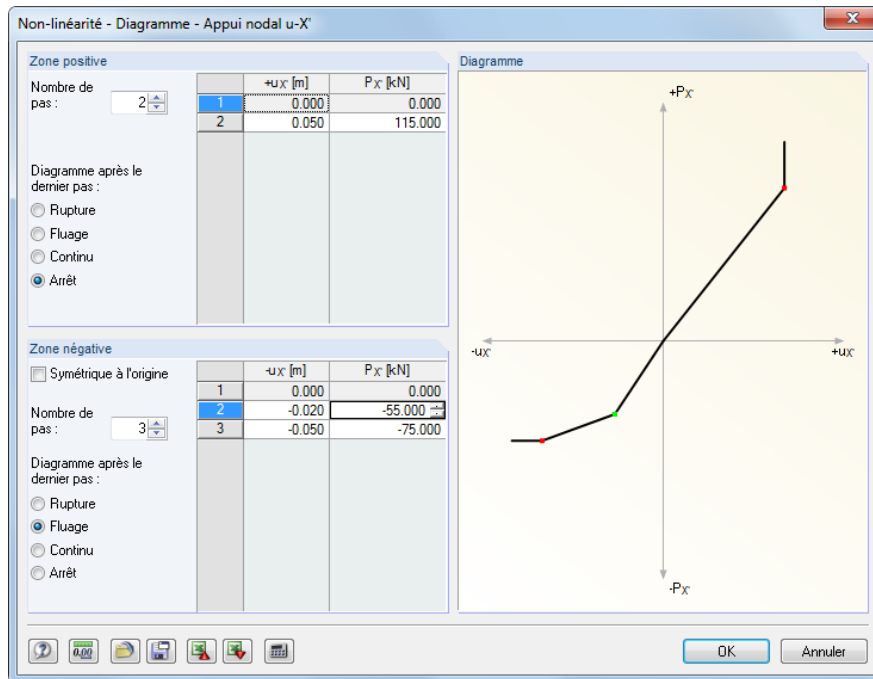 Non-linéarité - Diagramme - Appui nodal u-X'
Zone positive
Nombre de
pas :
2
+uX' [m] PX' [kN]
1 0.000 0.000
2 0.050 115.000
Diagramme après le
dernier pas :
Rupture
Fluage
Continu
Arrêt
Zone négative
Symétrique à l'origine
Nombre de
pas :
3
-uX' [m] PX' [kN]
1 0.000 0.000
2 -0.020 -55.000
3 -0.050 -75.000
Diagramme après le
dernier pas :
Rupture
Fluage
Continu
Arrêt
Diagramme
+PX'
-uX'
+uX'
-PX'
0.00
OK
Annuler